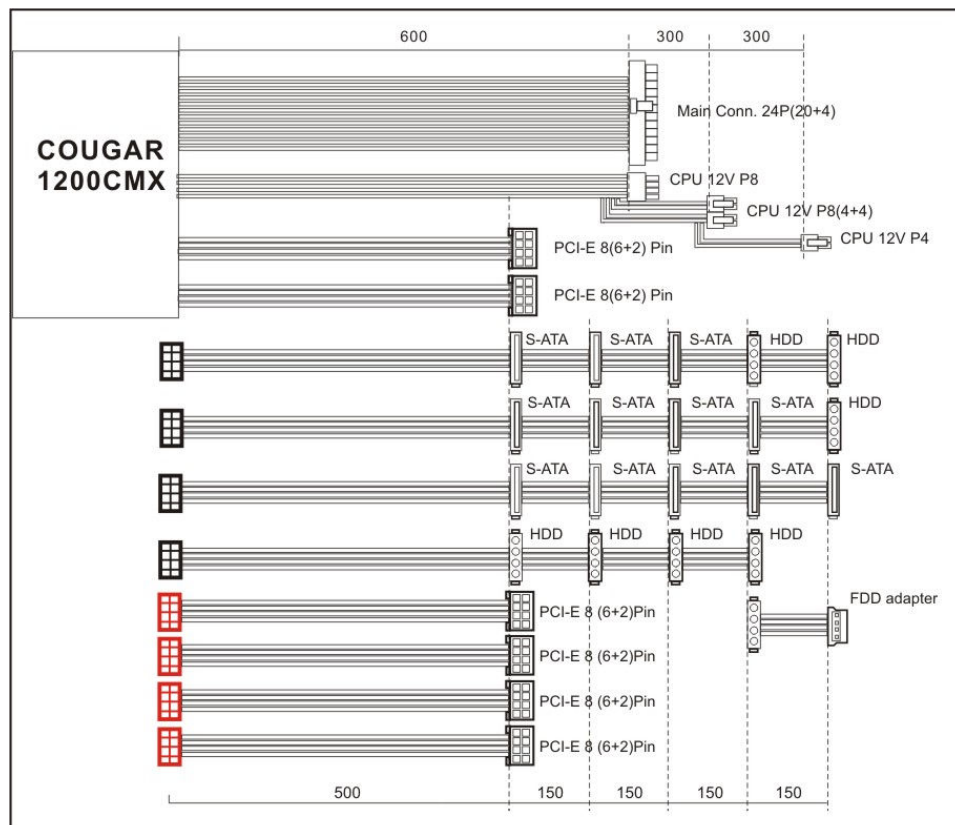 600 300 300
Main Conn. 24P(20+4)
COUGAR
1200CMX
CPU 12V P8
CPU 12V P8(4+4)
CPU 12V P4
PCI-E 8(6+2) Pin
PCI-E 8(6+2) Pin
S-ATA S-ATA S-ATA HDD HDD
S-ATA S-ATA S-ATA S-ATA HDD
S-ATA S-ATA S-ATA S-ATA S-ATA
HDD HDD HDD HDD
FDD adapter
PCI-E 8 (6+2)Pin
PCI-E 8 (6+2)Pin
PCI-E 8 (6+2)Pin
PCI-E 8 (6+2)Pin
500 150 150 150 150